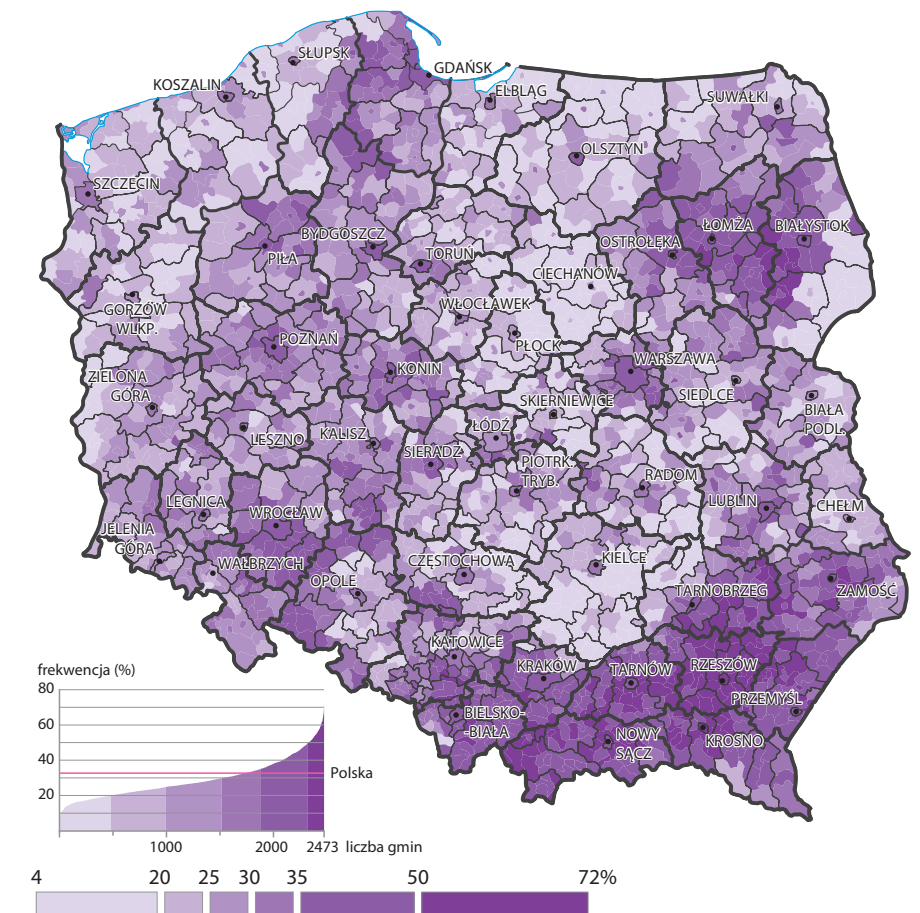 SŁUPSK
GDAŃSK
KOSZALIN
ELBLĄG
SUWAŁKI
OLSZTYN
SZCZECIN
BYDGOSZCZ
PIŁA
TORUŃ
OSTROŁĘKA
ŁOMŻA
BIAŁYSTOK
CIECHANÓW
GORZÓW
WLKP.
WŁOCŁAWEK
PŁOCK
POZNAŃ
KONIN
WARSZAWA
ZIELONA
GÓRA
SKIERNIEWICE
SIEDLCE
BIAŁA
PODL.
LESZNO
KALISZ
SIERADZ
ŁÓDŹ
PIOTRK.
TRYB.
RADOM
LUBLIN
CHEŁM
LEGNICA
WROCŁAW
JELENIA
GÓRA
WAŁBRZYCH
OPOLE
CZĘSTOCHOWA
KIELCE
TARNOBRZEG
ZAMOŚĆ
KATOWICE
KRAKÓW
TARNÓW
RZESZÓW
PRZEMYŚL
BIELSKO-
-BIAŁA
NOWY
SĄCZ
KROSNO
frekwencja (%)
80
60
40
20
Polska
1000 2000 2473 liczba gmin
4 20 25 30 35 50 72%